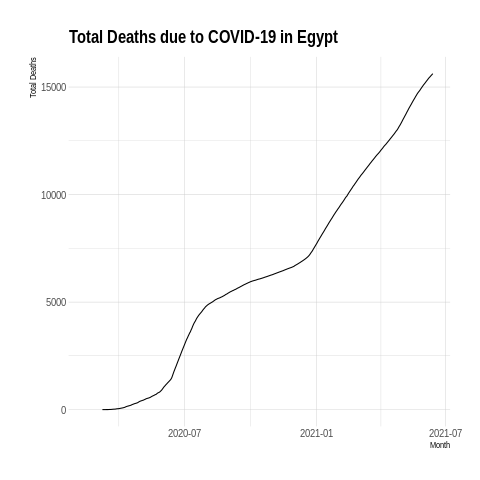 Total Deaths due to COVID-19 in Egypt
Total Deaths
15000
10000
5000
0
2020-07 2021-01 2021-07
Month